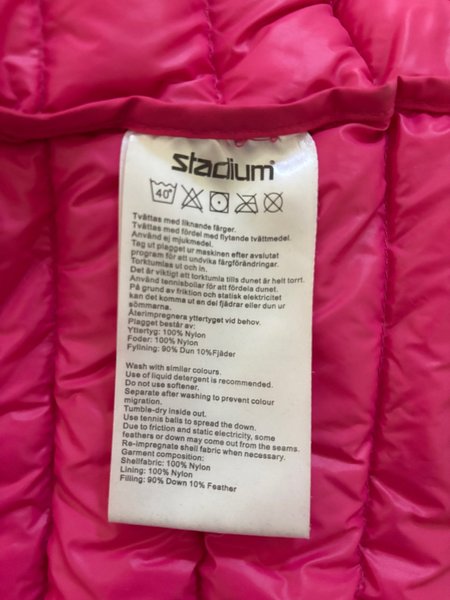 stadium
40°
Tvättas med liknande färger.
Tvättas med fördel med flytande tvättmedel.
Använd ej mjukmedel.
Tag ut plagget ur maskinen efter avslutat
program för att undvika färgförändringar.
Torktumlas ut och in.
Det är viktigt att torktumla tills dunet är helt torrt.
Använd tennisbollar för att fördela dunet.
På grund av friktion och statisk elektricitet
kan det komma ut en del fjädrar eller dun ur
sömmarna.
Återimpregnera yttertyget vid behov.
Plagget består av:
Yttertyg: 100% Nylon
Foder: 100% Nylon
Fyllning: 90% Dun 10%Fjäder
Wash with similar colours.
Use of liquid detergent is recommended.
Do not use softener.
Separate after washing to prevent colour
migration.
Tumble-dry inside out.
Use tennis balls to spread the down.
Due to friction and static electricity, some
feathers or down may come out from the seams.
Re-impregnate shell fabric when necessary.
Garment composition:
Shellfabric: 100% Nylon
Lining: 100% Nylon
Filling: 90% Down 10% Feather